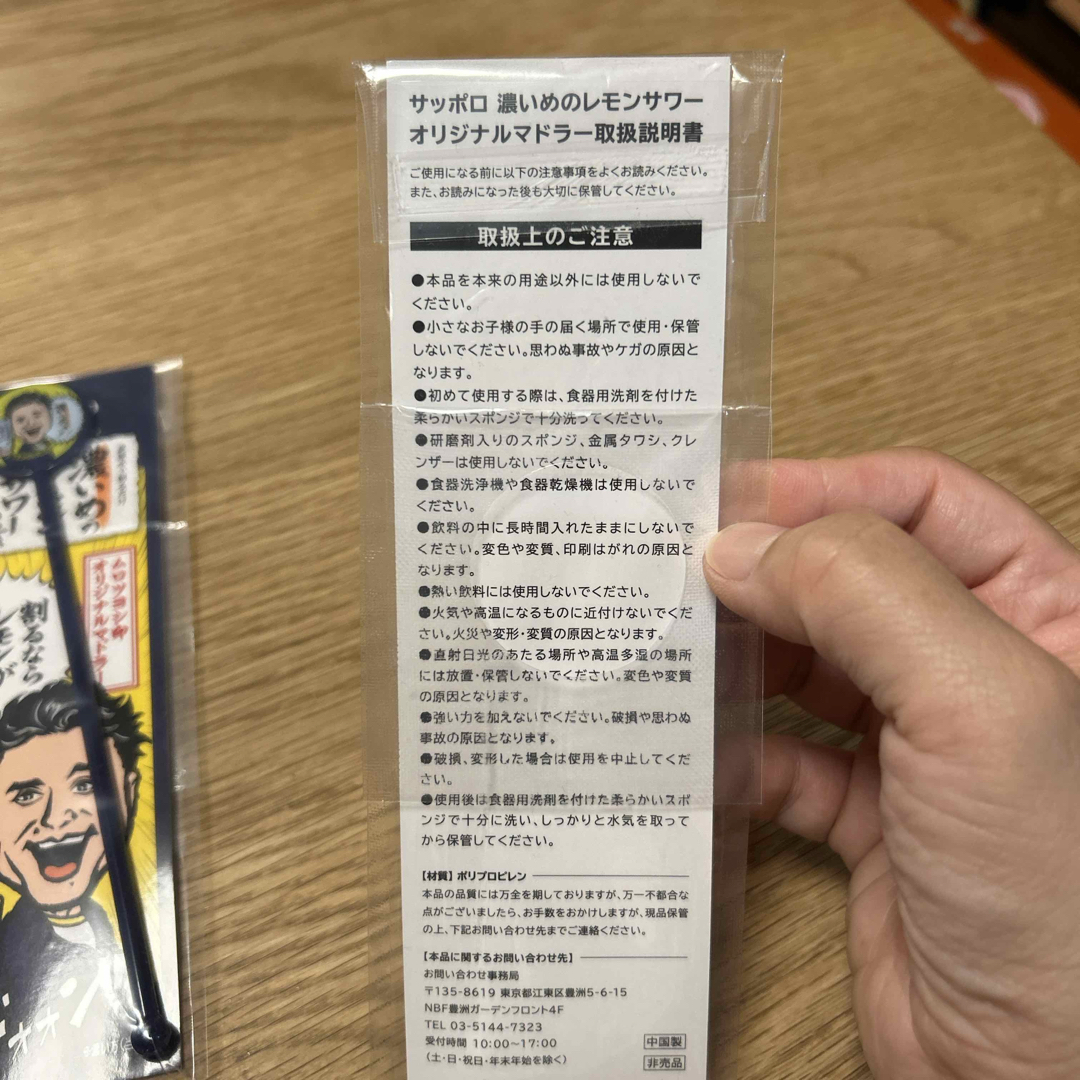 サッポロ 濃いめのレモンサワー
オリジナルマドラー取扱説明書
ご使用になる前に以下の注意事項をよくお読みください。
また、お読みになった後も大切に保管してください。
取扱上のご注意
●本品を本来の用途以外には使用しないで
ください。
●小さなお子様の手の届く場所で使用・保管
しないでください。思わぬ事故やケガの原因と
なります。
●初めて使用する際は、食器用洗剤を付けた
柔らかいスポンジで十分洗ってください。
●研磨剤入りのスポンジ、金属タワシ、クレ
ンザーは使用しないでください。
●食器洗浄機や食器乾燥機は使用しないで
ください。
●飲料の中に長時間入れたままにしないで
ください。変色や変質、印刷はがれの原因と
なります。
●熱い飲料には使用しないでください。
●火気や高温になるものに近付けないでくだ
さい。火災や変形・変質の原因となります。
●直射日光のあたる場所や高温多湿の場所
には放置・保管しないでください。変色や変質
の原因となります。
●強い力を加えないでください。破損や思わぬ
事故の原因となります。
●破損、変形した場合は使用を中止してくだ
さい。
●使用後は食器用洗剤を付けた柔らかいスポ
ンジで十分に洗い、しっかりと水気を取って
から保管してください。
【材質】ポリプロピレン
本品の品質には万全を期しておりますが、万一不都合な
点がございましたら、お手数をおかけしますが、現品保管
の上、下記お問い合わせ先までご連絡ください。
【本品に関するお問い合わせ先】
お問い合わせ事務局
〒135-8619 東京都江東区豊洲5-6-15
NBF豊洲ガーデンフロント4F
TEL 03-5144-7323
受付時間 10:00～17:00
(土・日・祝日・年末年始を除く)
中国製
非売品
濃いめの
サワー
ムロツヨシ印
オリジナルマドラー
割るなら
レモンが